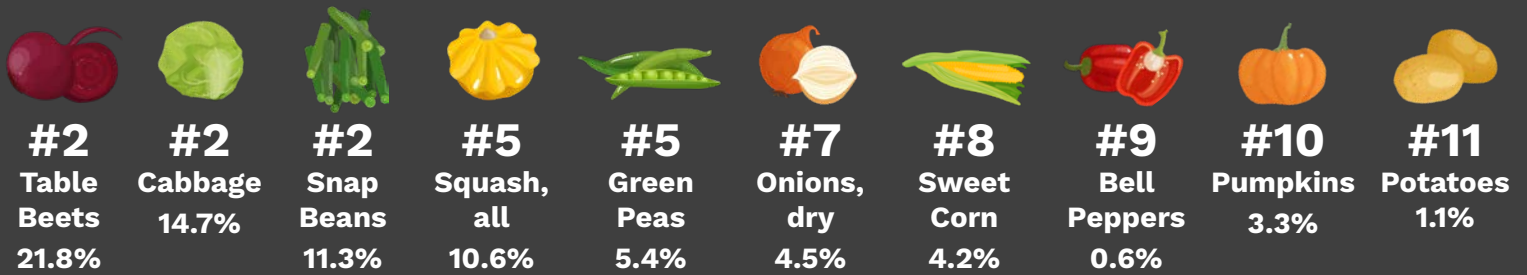 #2
Table
Beets
21.8%
#2
Cabbage
14.7%
#2
Snap
Beans
11.3%
#5
Squash,
all
10.6%
#5
Green
Peas
5.4%
#7
Onions,
dry
4.5%
#8
Sweet
Corn
4.2%
#9
Bell
Peppers
0.6%
#10
Pumpkins
3.3%
#11
Potatoes
1.1%